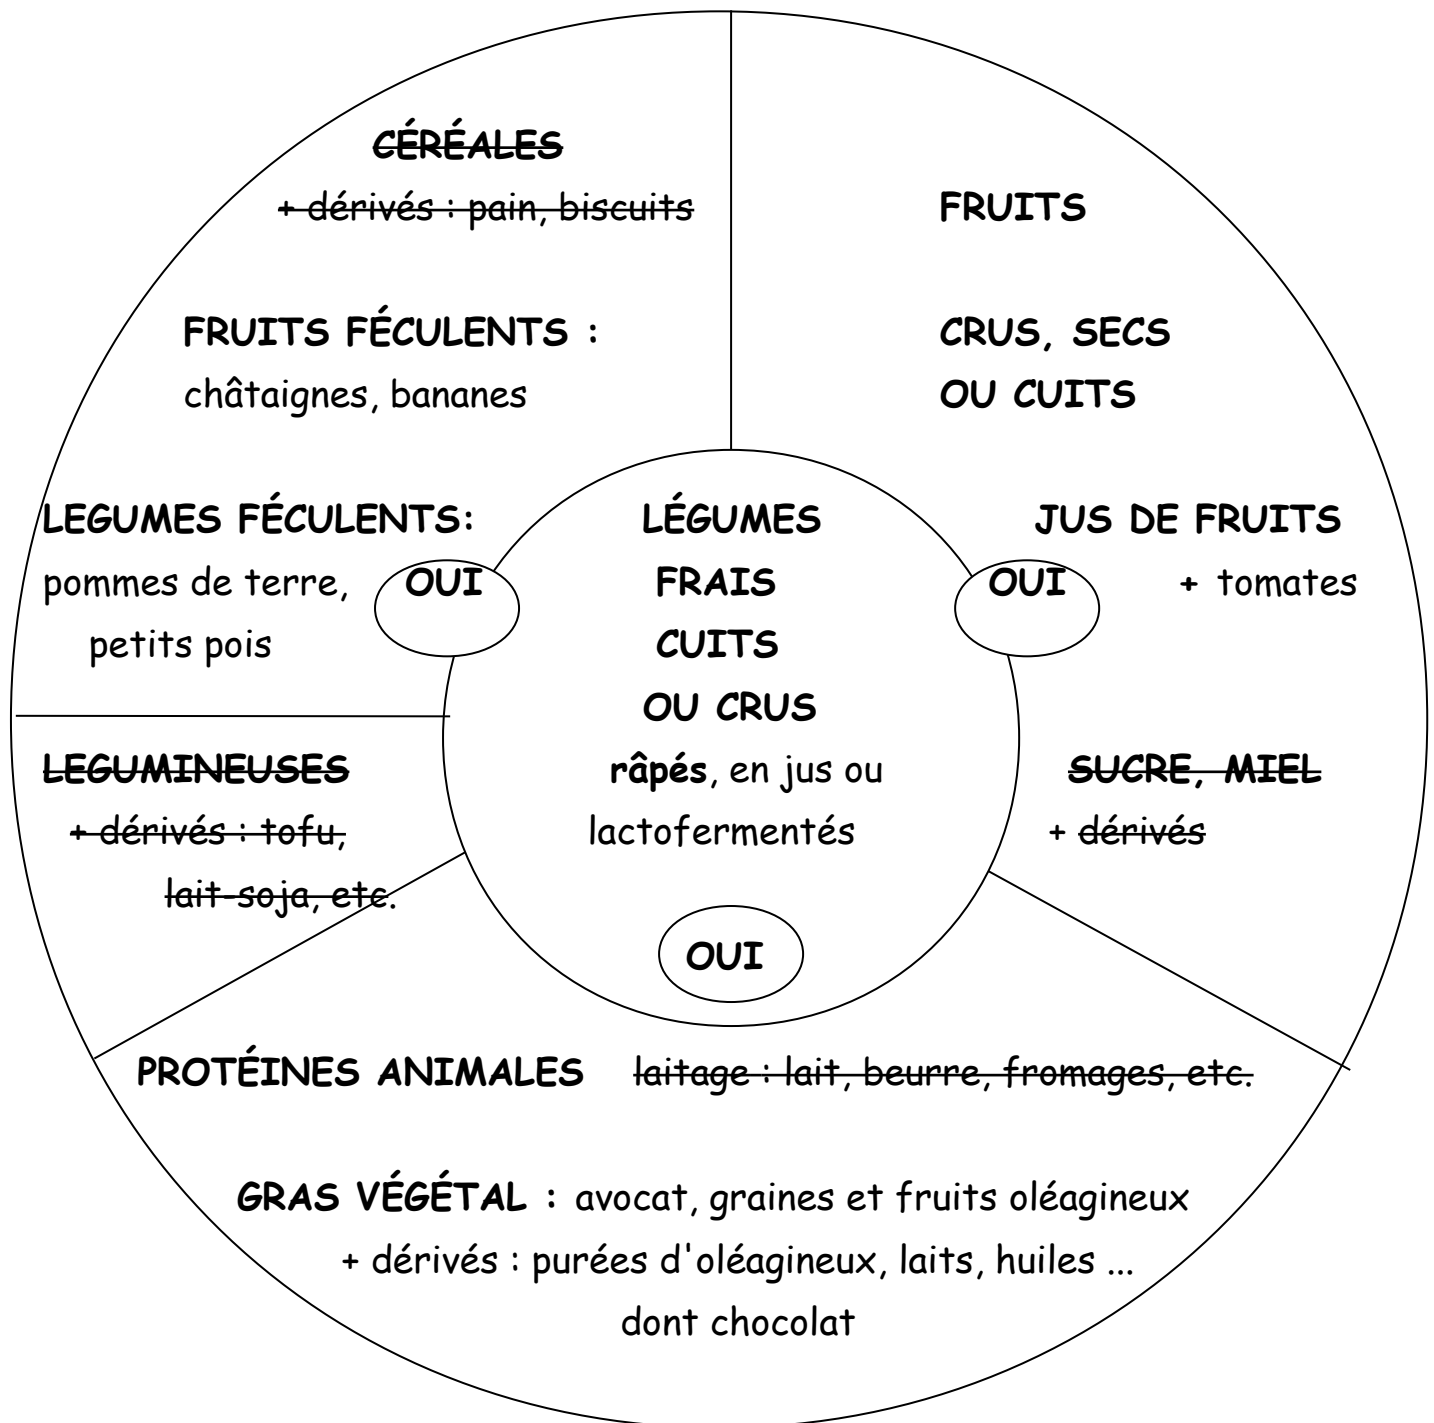 CÉRÉALES
+ dérivés : pain, biscuits
FRUITS FÉCULENTS :
châtaignes, bananes
LEGUMES FÉCULENTS:
pommes de terre,
petits pois
OUI
LEGUMINEUSES
+ dérivés : tofu,
lait-soja, etc.
LÉGUMES
FRAIS
CUITS
OU CRUS
râpés, en jus ou
lactofermentés
OUI
FRUITS
CRUS, SECS
OU CUITS
JUS DE FRUITS
OUI
+ tomates
SUCRE, MIEL
+ dérivés
PROTÉINES ANIMALES laitage : lait, beurre, fromages, etc.
GRAS VÉGÉTAL : avocat, graines et fruits oléagineux
+ dérivés : purées d'oléagineux, laits, huiles ...
dont chocolat